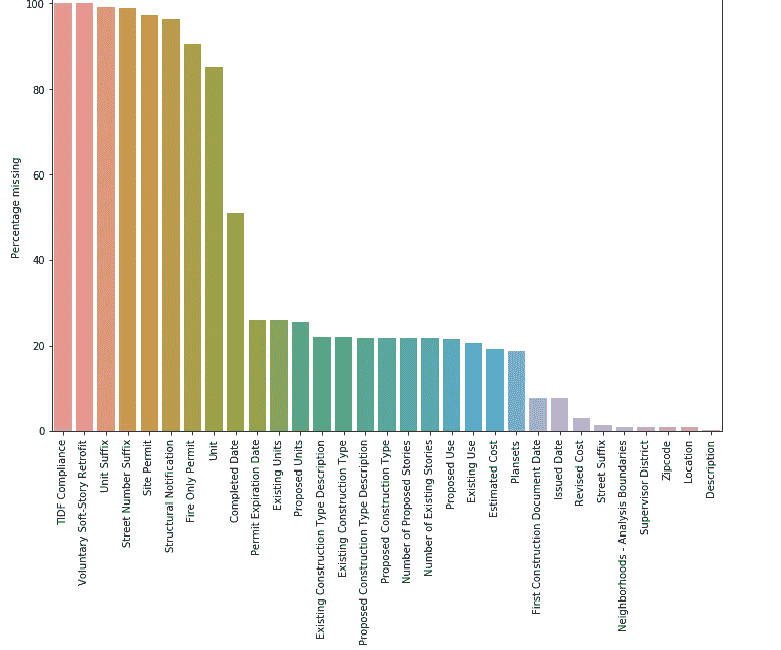 100
80
60
40
20
0
Percentage missing
TIDF Compliance
Voluntary Soft-Story Retrofit
Unit Suffix
Street Number Suffix
Site Permit
Structural Notification
Fire Only Permit
Unit
Completed Date
Permit Expiration Date
Existing Units
Proposed Units
Existing Construction Type Description
Existing Construction Type
Proposed Construction Type Description
Proposed Construction Type
Number of Proposed Stories
Number of Existing Stories
Proposed Use
Existing Use
Estimated Cost
Plansets
First Construction Document Date
Issued Date
Revised Cost
Street Suffix
Neighborhoods - Analysis Boundaries
Supervisor District
Zipcode
Location
Description